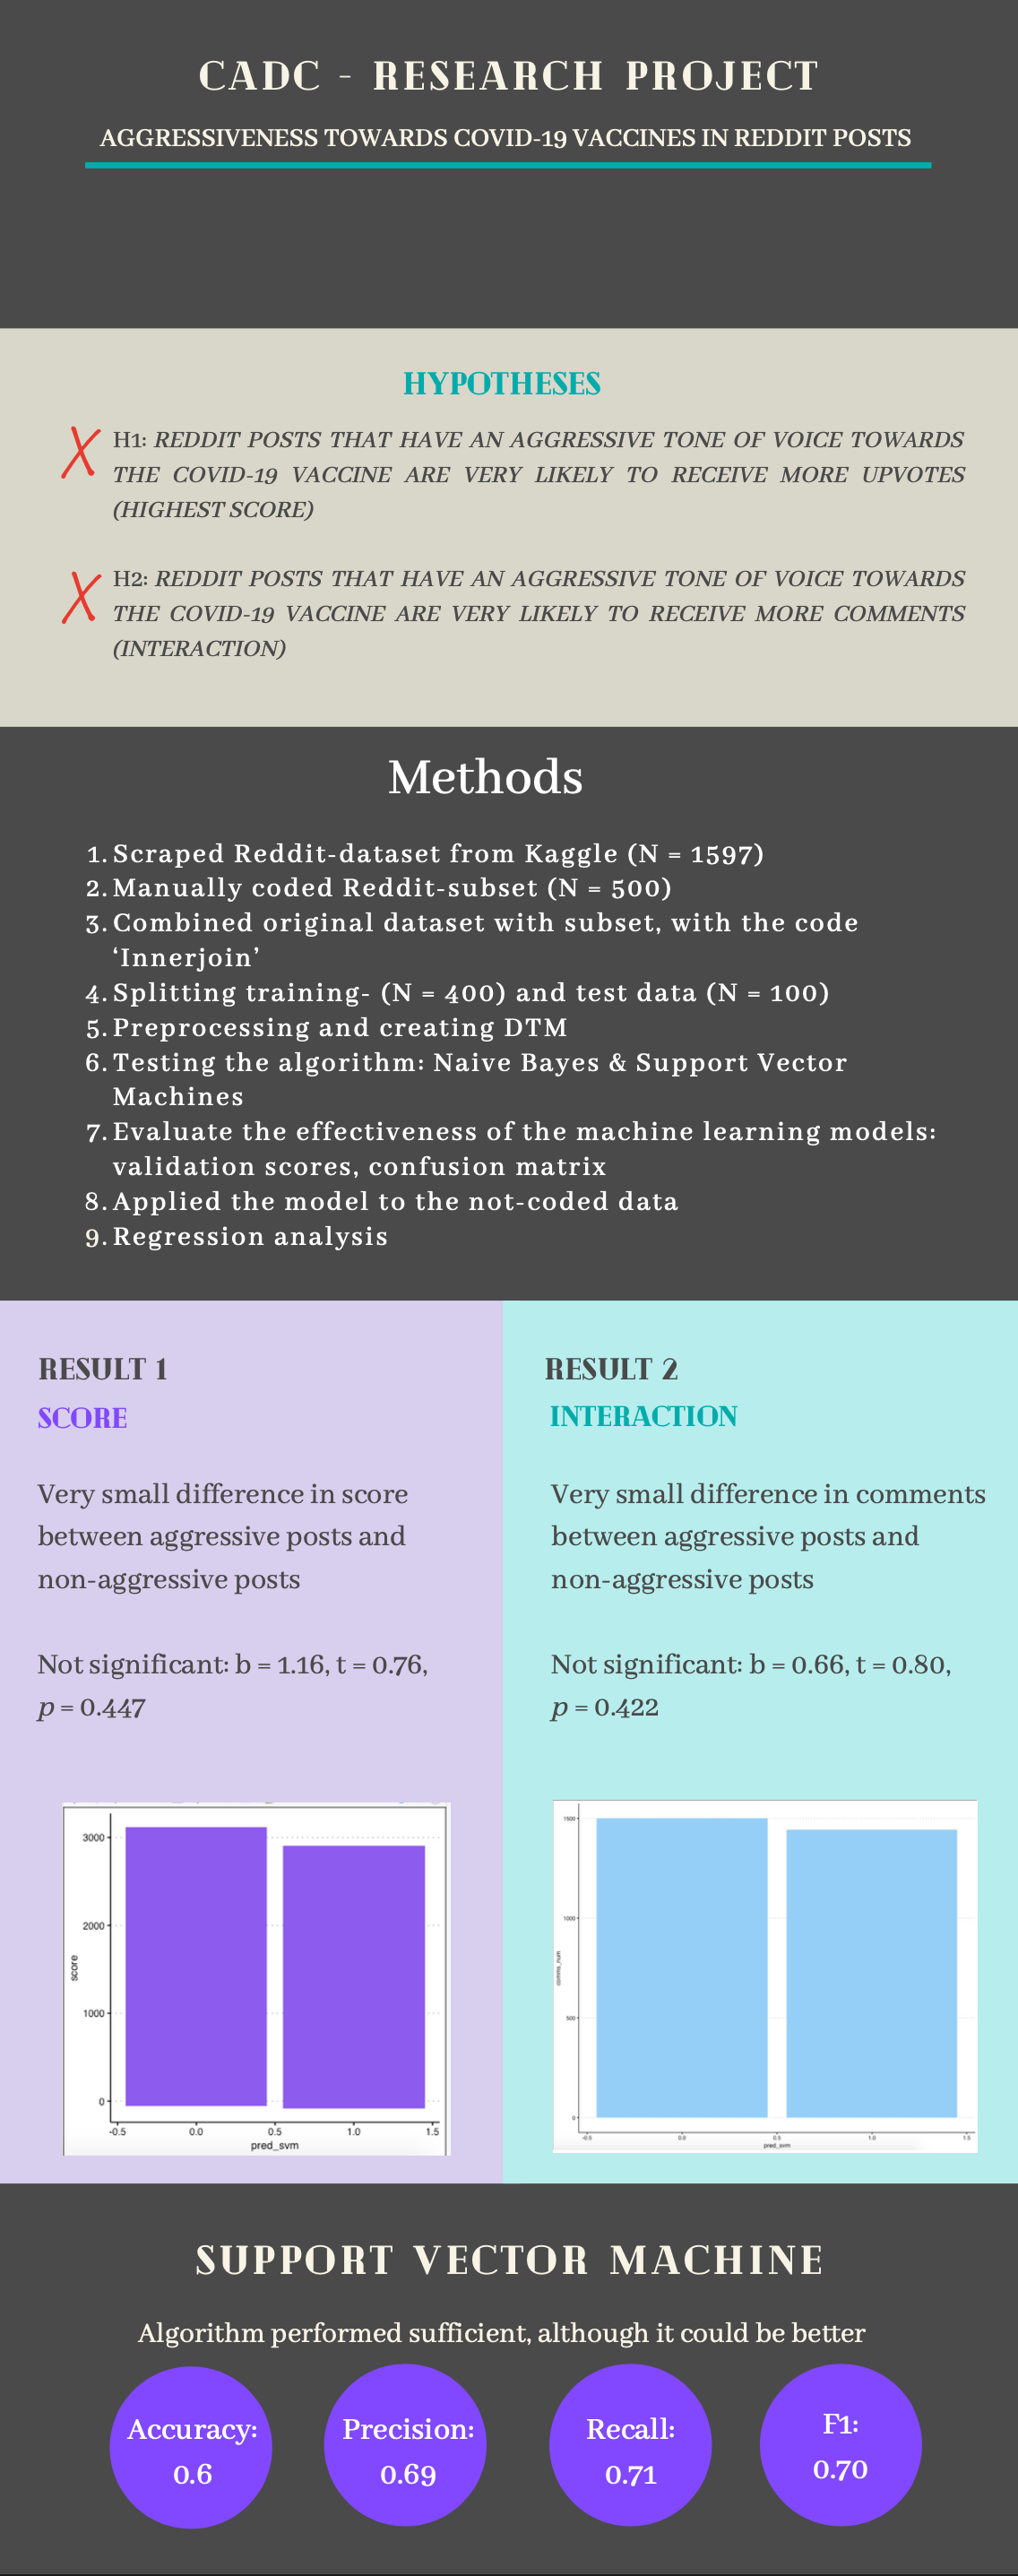 CADC - RESEARCH PROJECT
AGGRESSIVENESS TOWARDS COVID-19 VACCINES IN REDDIT POSTS
HYPOTHESES
H1: REDDIT POSTS THAT HAVE AN AGGRESSIVE TONE OF VOICE TOWARDS
THE COVID-19 VACCINE ARE VERY LIKELY TO RECEIVE MORE UPVOTES
(HIGHEST SCORE)
H2: REDDIT POSTS THAT HAVE AN AGGRESSIVE TONE OF VOICE TOWARDS
THE COVID-19 VACCINE ARE VERY LIKELY TO RECEIVE MORE COMMENTS
(INTERACTION)
Methods
1. Scraped Reddit-dataset from Kaggle (N = 1597)
2. Manually coded Reddit-subset (N = 500)
3. Combined original dataset with subset, with the code
‘Innerjoin’
4. Splitting training- (N = 400) and test data (N = 100)
5. Preprocessing and creating DTM
6. Testing the algorithm: Naive Bayes & Support Vector
Machines
7. Evaluate the effectiveness of the machine learning models:
validation scores, confusion matrix
8. Applied the model to the not-coded data
9. Regression analysis
RESULT 1
SCORE
Very small difference in score
between aggressive posts and
non-aggressive posts
Not significant: b = 1.16, t = 0.76,
p = 0.447
3000
2000
1000
0
score
-0.5 0.0 0.5 1.0 1.5
pred_svm
RESULT 2
INTERACTION
Very small difference in comments
between aggressive posts and
non-aggressive posts
Not significant: b = 0.66, t = 0.80,
p = 0.422
1500
1000
500
0
comms_num
-0.5 0.0 0.5 1.0 1.5
pred_svm
SUPPORT VECTOR MACHINE
Algorithm performed sufficient, although it could be better
Accuracy:
0.6
Precision:
0.69
Recall:
0.71
F1:
0.70